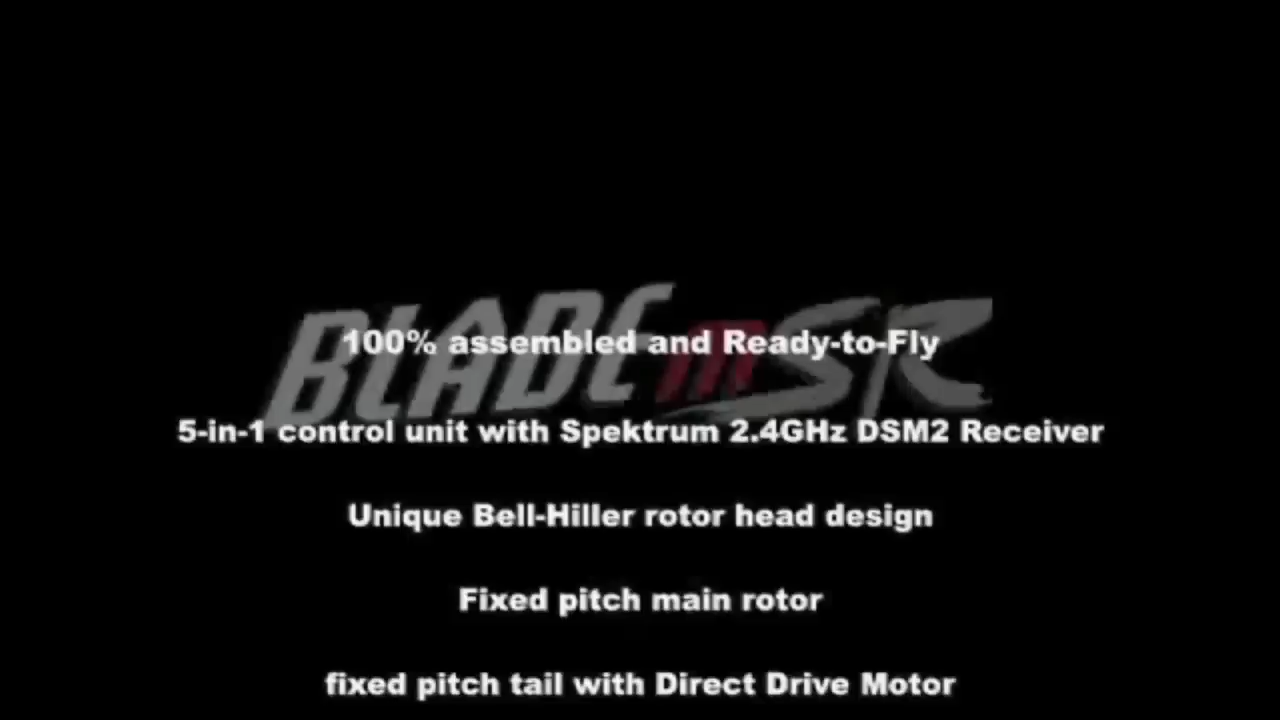 BLADE mSR
100% assembled and Ready-to-Fly
5-in-1 control unit with Spektrum 2.4GHz DSM2 Receiver
Unique Bell-Hiller rotor head design
Fixed pitch main rotor
fixed pitch tail with Direct Drive Motor